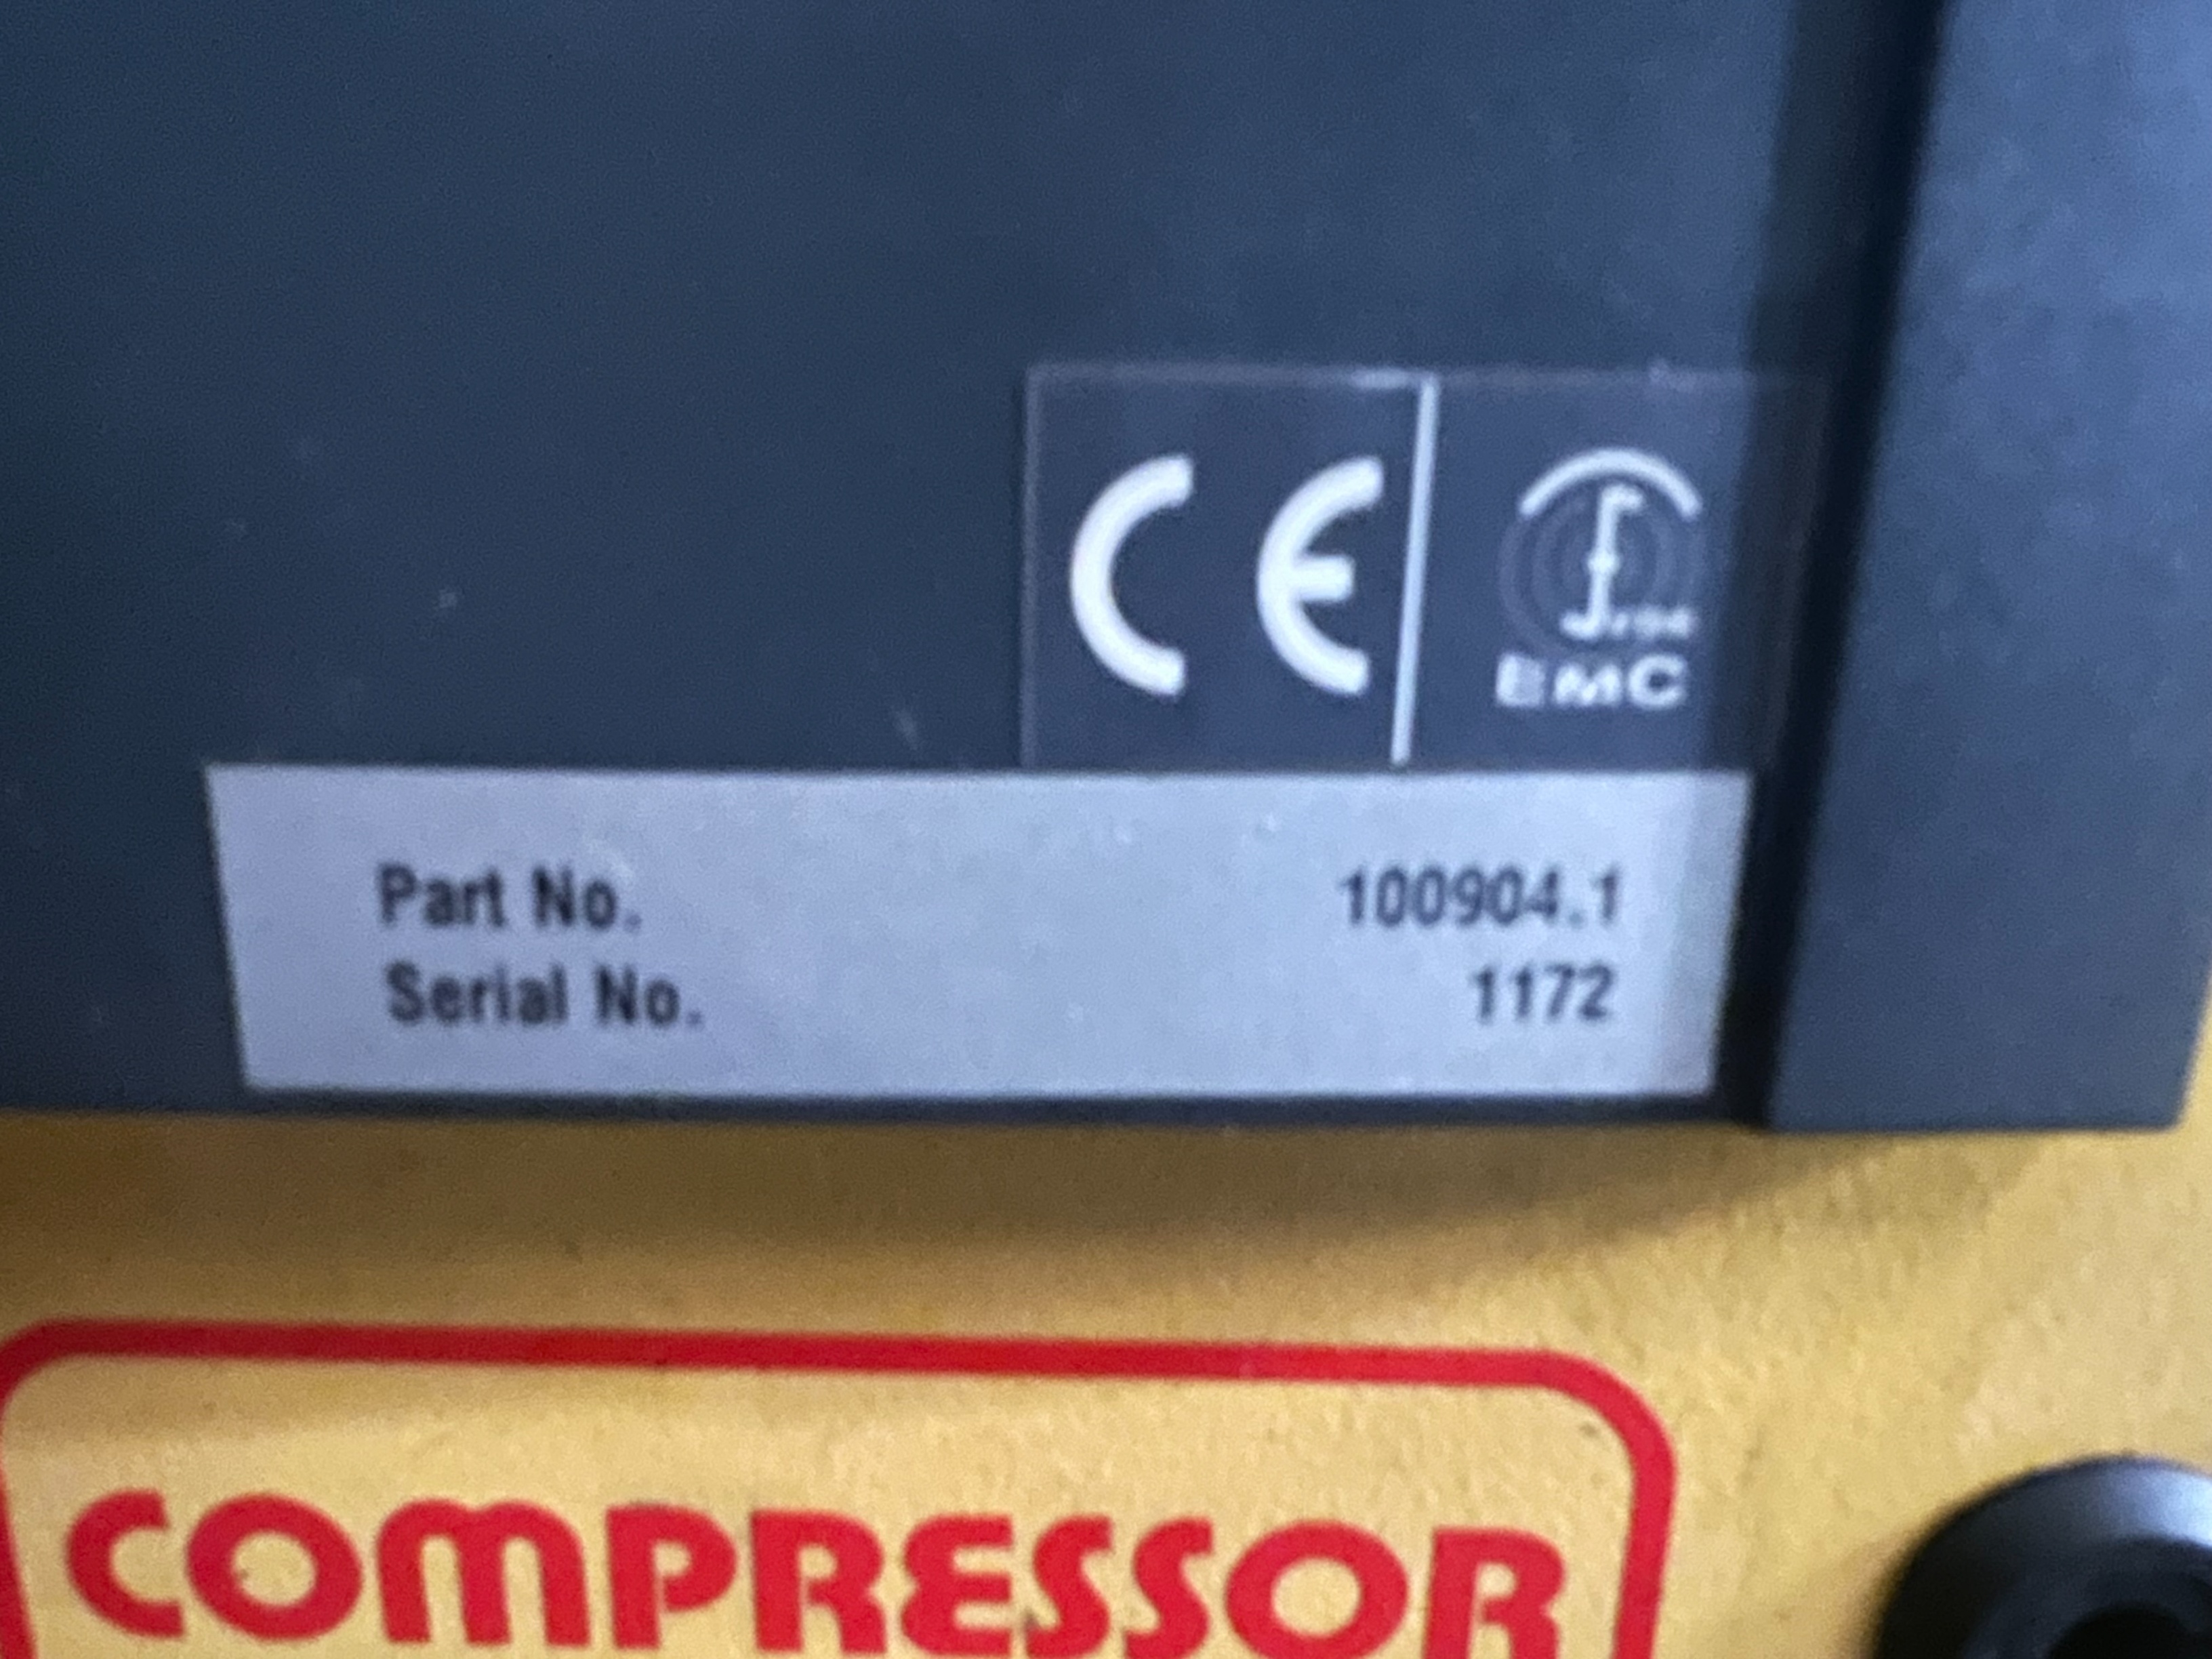 CE
EMC
Part No. 100904.1
Serial No. 1172
COMPRESSOR